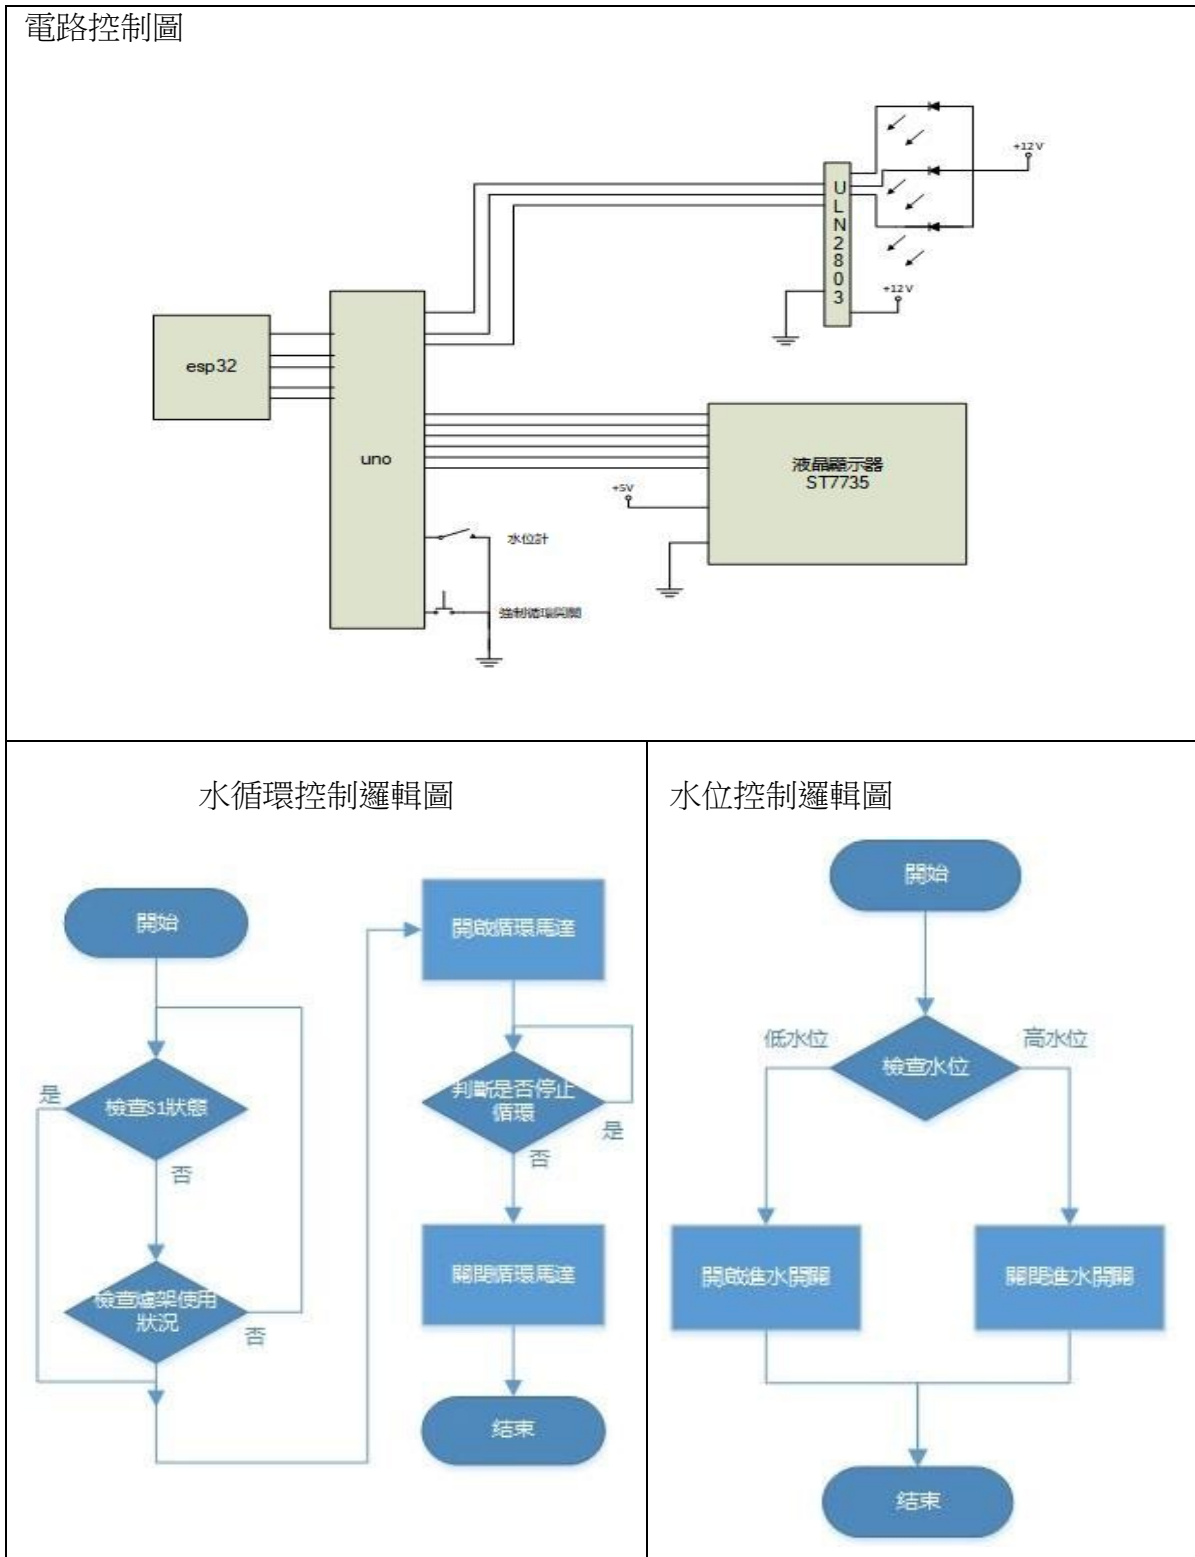 電路控制圖
+12V
ULN2803
+12V
esp32
uno
液晶顯示器
ST7735
+5V
水位計
強制循環開關
水循環控制邏輯圖
開始
是
檢查S1狀態
否
檢查爐架使用
狀況
否
開啟循環馬達
判斷是否停止
循環
是
否
關閉循環馬達
结束
水位控制邏輯圖
開始
低水位
高水位
檢查水位
開啟進水開關
關閉進水開關
结束